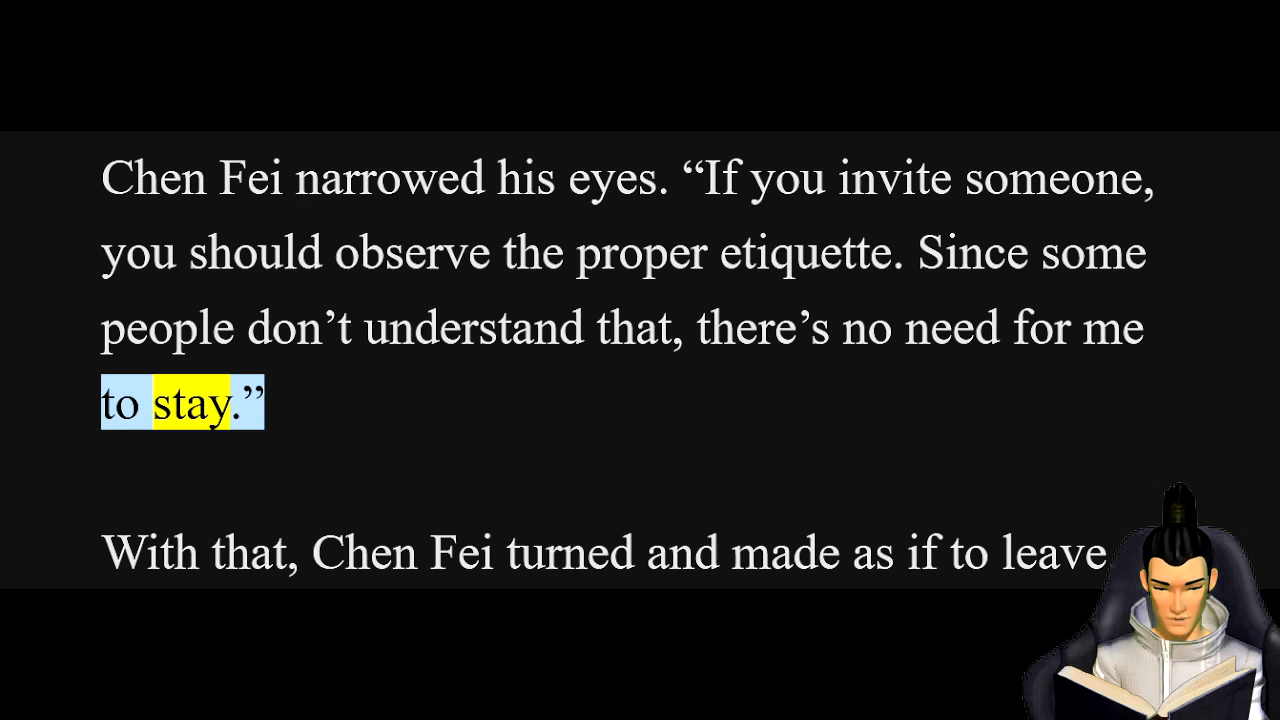 Chen Fei narrowed his eyes. “If you invite someone,
you should observe the proper etiquette. Since some
people don’t understand that, there’s no need for me
to stay.”
With that, Chen Fei turned and made as if to leave